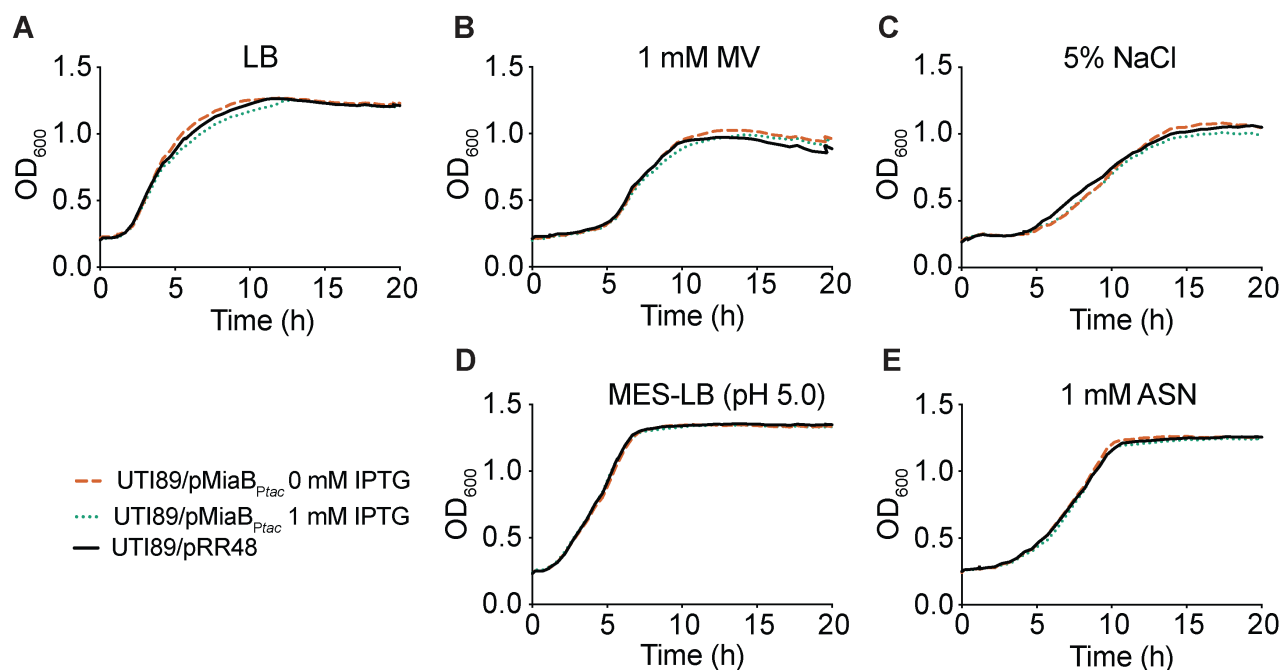 A
LB
1.5
1.0
0.5
0.0
OD600
0
5
10
15
20
Time (h)
B
1 mM MV
1.5
1.0
0.5
0.0
OD600
0
5
10
15
20
Time (h)
C
5% NaCl
1.5
1.0
0.5
0.0
OD600
0
5
10
15
20
Time (h)
UTI89/pMiaBPtac 0 mM IPTG
UTI89/pMiaBPtac 1 mM IPTG
UTI89/pRR48
D
MES-LB (pH 5.0)
1.5
1.0
0.5
0.0
OD600
0
5
10
15
20
Time (h)
E
1 mM ASN
1.5
1.0
0.5
0.0
OD600
0
5
10
15
20
Time (h)